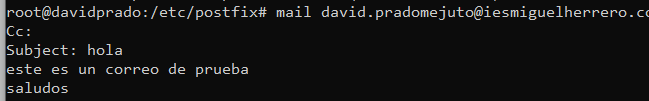 root@davidprado:/etc/postfix# mail david.pradomejuto@iesmiguelherrero.co
Cc:
Subject: hola
este es un correo de prueba
saludos